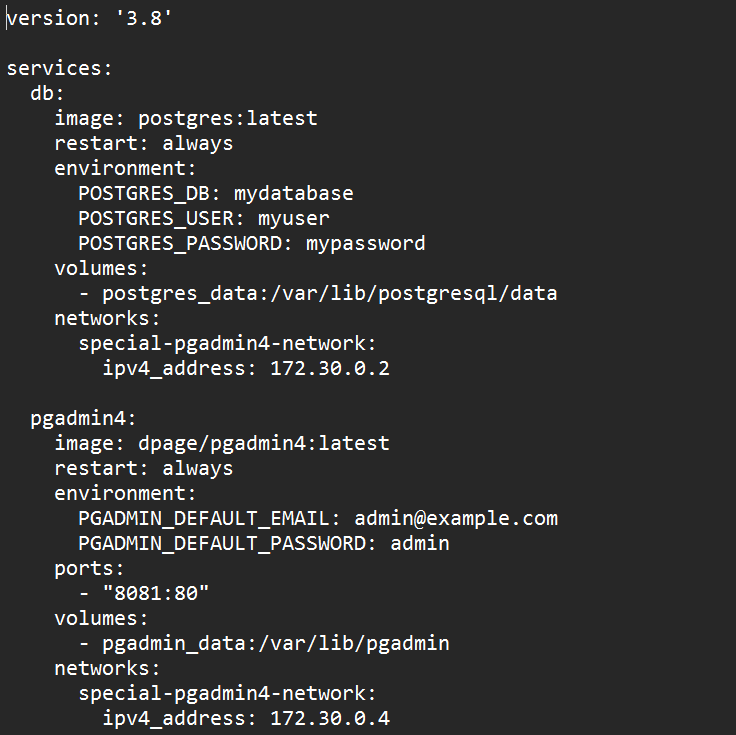 version: '3.8'

services:
  db:
    image: postgres:latest
    restart: always
    environment:
      POSTGRES_DB: mydatabase
      POSTGRES_USER: myuser
      POSTGRES_PASSWORD: mypassword
    volumes:
      - postgres_data:/var/lib/postgresql/data
    networks:
      special-pgadmin4-network:
        ipv4_address: 172.30.0.2

  pgadmin4:
    image: dpage/pgadmin4:latest
    restart: always
    environment:
      PGADMIN_DEFAULT_EMAIL: admin@example.com
      PGADMIN_DEFAULT_PASSWORD: admin
    ports:
      - "8081:80"
    volumes:
      - pgadmin_data:/var/lib/pgadmin
    networks:
      special-pgadmin4-network:
        ipv4_address: 172.30.0.4